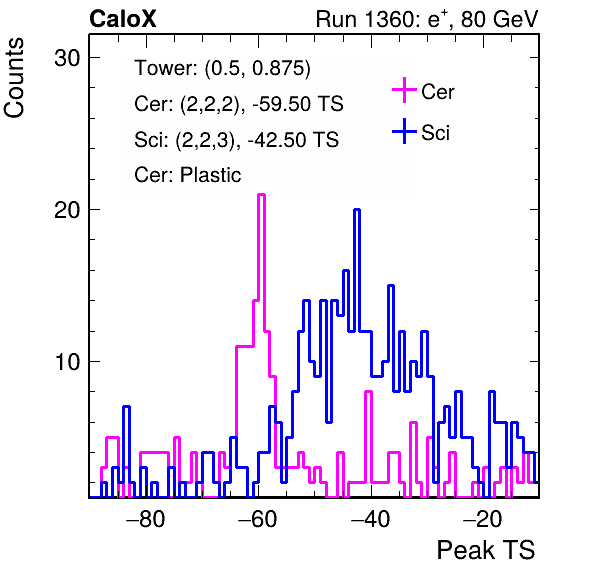 CaloX Run 1360: e⁺, 80 GeV
Counts
30
20
10
Tower: (0.5, 0.875)
Cer: (2,2,2), -59.50 TS
Sci: (2,2,3), -42.50 TS
Cer: Plastic
Cer
Sci
−80 −60 −40 −20
Peak TS